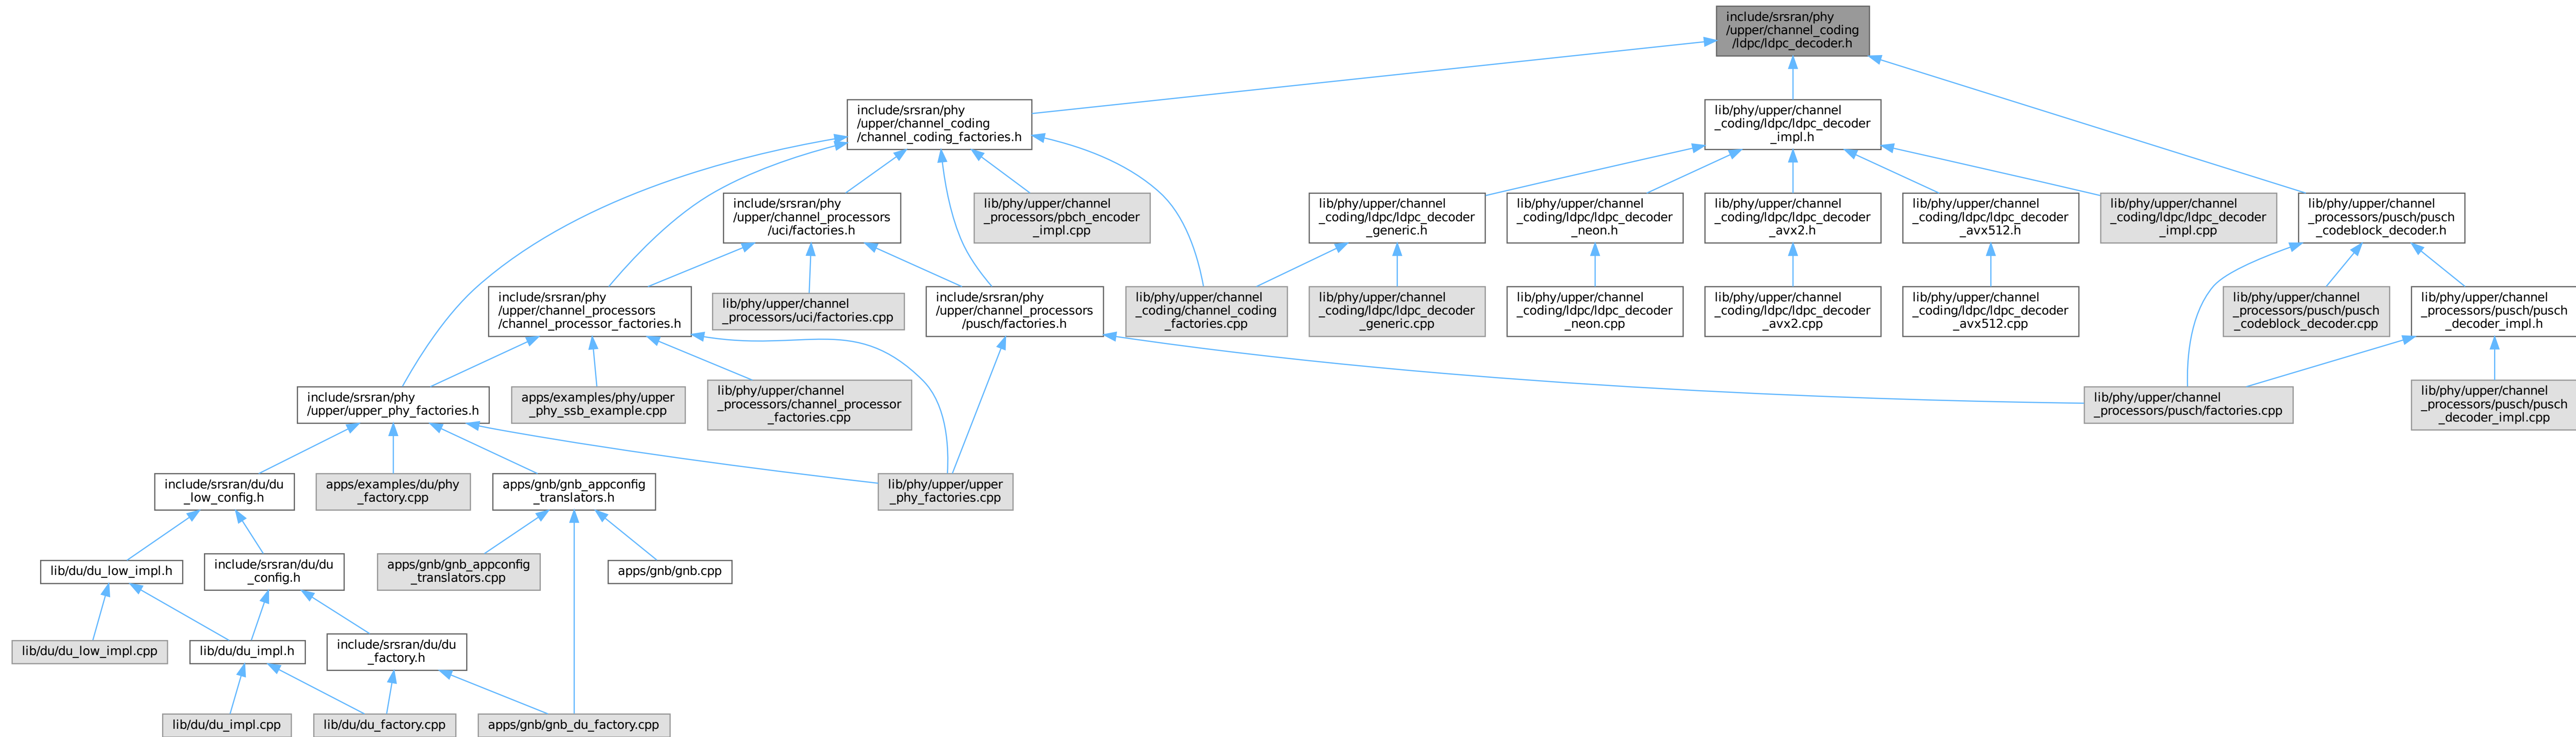 include/srsran/phy
/upper/channel_coding
/ldpc/ldpc_decoder.h
include/srsran/phy
/upper/channel_coding
/channel_coding_factories.h
lib/phy/upper/channel
_coding/ldpc/ldpc_decoder
_impl.h
include/srsran/phy
/upper/channel_processors
/uci/factories.h
lib/phy/upper/channel
_processors/pbch_encoder
_impl.cpp
lib/phy/upper/channel
_coding/ldpc/ldpc_decoder
_generic.h
lib/phy/upper/channel
_coding/ldpc/ldpc_decoder
_neon.h
lib/phy/upper/channel
_coding/ldpc/ldpc_decoder
_avx2.h
lib/phy/upper/channel
_coding/ldpc/ldpc_decoder
_avx512.h
lib/phy/upper/channel
_coding/ldpc/ldpc_decoder
_impl.cpp
lib/phy/upper/channel
_processors/pusch/pusch
_codeblock_decoder.h
include/srsran/phy
/upper/channel_processors
/channel_processor_factories.h
lib/phy/upper/channel
_processors/uci/factories.cpp
include/srsran/phy
/upper/channel_processors
/pusch/factories.h
lib/phy/upper/channel
_coding/channel_coding
_factories.cpp
lib/phy/upper/channel
_coding/ldpc/ldpc_decoder
_generic.cpp
lib/phy/upper/channel
_coding/ldpc/ldpc_decoder
_neon.cpp
lib/phy/upper/channel
_coding/ldpc/ldpc_decoder
_avx2.cpp
lib/phy/upper/channel
_coding/ldpc/ldpc_decoder
_avx512.cpp
lib/phy/upper/channel
_processors/pusch/pusch
_codeblock_decoder.cpp
lib/phy/upper/channel
_processors/pusch/pusch
_decoder_impl.h
include/srsran/phy
/upper/upper_phy_factories.h
apps/examples/phy/upper
_phy_ssb_example.cpp
lib/phy/upper/channel
_processors/channel_processor
_factories.cpp
lib/phy/upper/channel
_processors/pusch/factories.cpp
lib/phy/upper/channel
_processors/pusch/pusch
_decoder_impl.cpp
include/srsran/du/du
_low_config.h
apps/examples/du/phy
_factory.cpp
apps/gnb/gnb_appconfig
_translators.h
lib/phy/upper/upper
_phy_factories.cpp
lib/du/du_low_impl.h
include/srsran/du/du
_config.h
apps/gnb/gnb_appconfig
_translators.cpp
apps/gnb/gnb.cpp
lib/du/du_low_impl.cpp
lib/du/du_impl.h
include/srsran/du/du
_factory.h
lib/du/du_impl.cpp
lib/du/du_factory.cpp
apps/gnb/gnb_du_factory.cpp